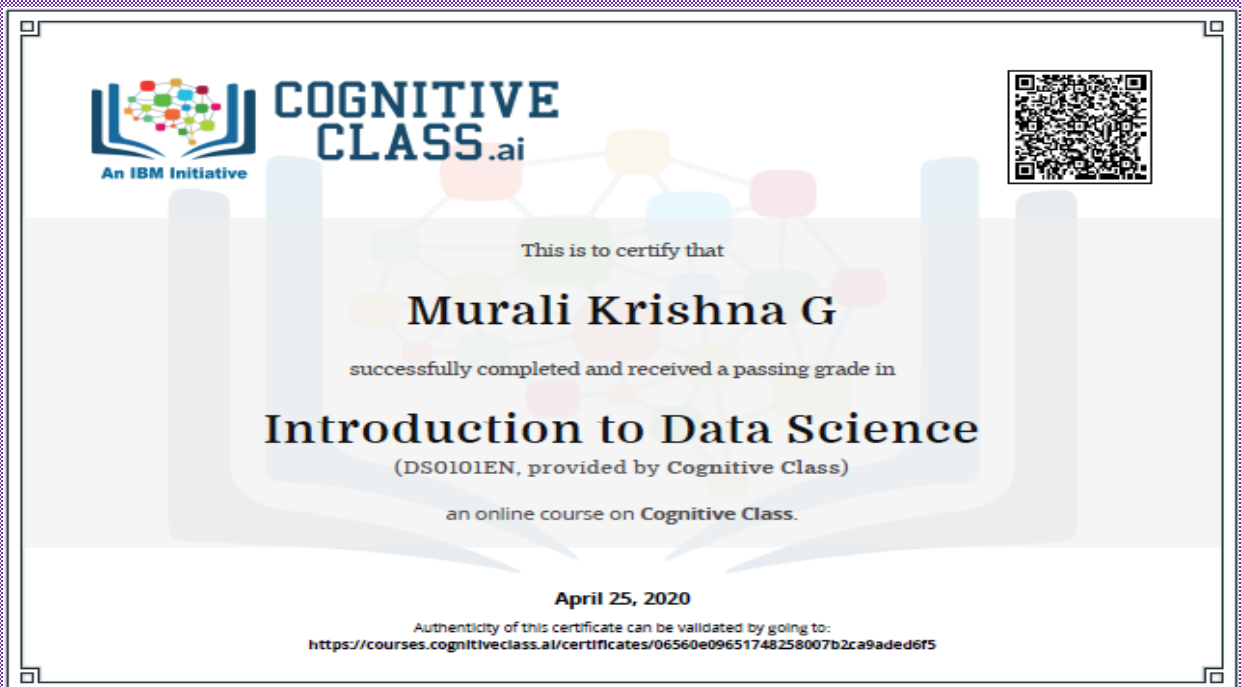 COGNITIVE
CLASS.ai
An IBM Initiative
This is to certify that
Murali Krishna G
successfully completed and received a passing grade in
Introduction to Data Science
(DS0101EN, provided by Cognitive Class)
an online course on Cognitive Class.
April 25, 2020
Authenticity of this certificate can be validated by going to:
https://courses.cognitiveclass.ai/certificates/06560e09651748258007b2ca9aded6f5